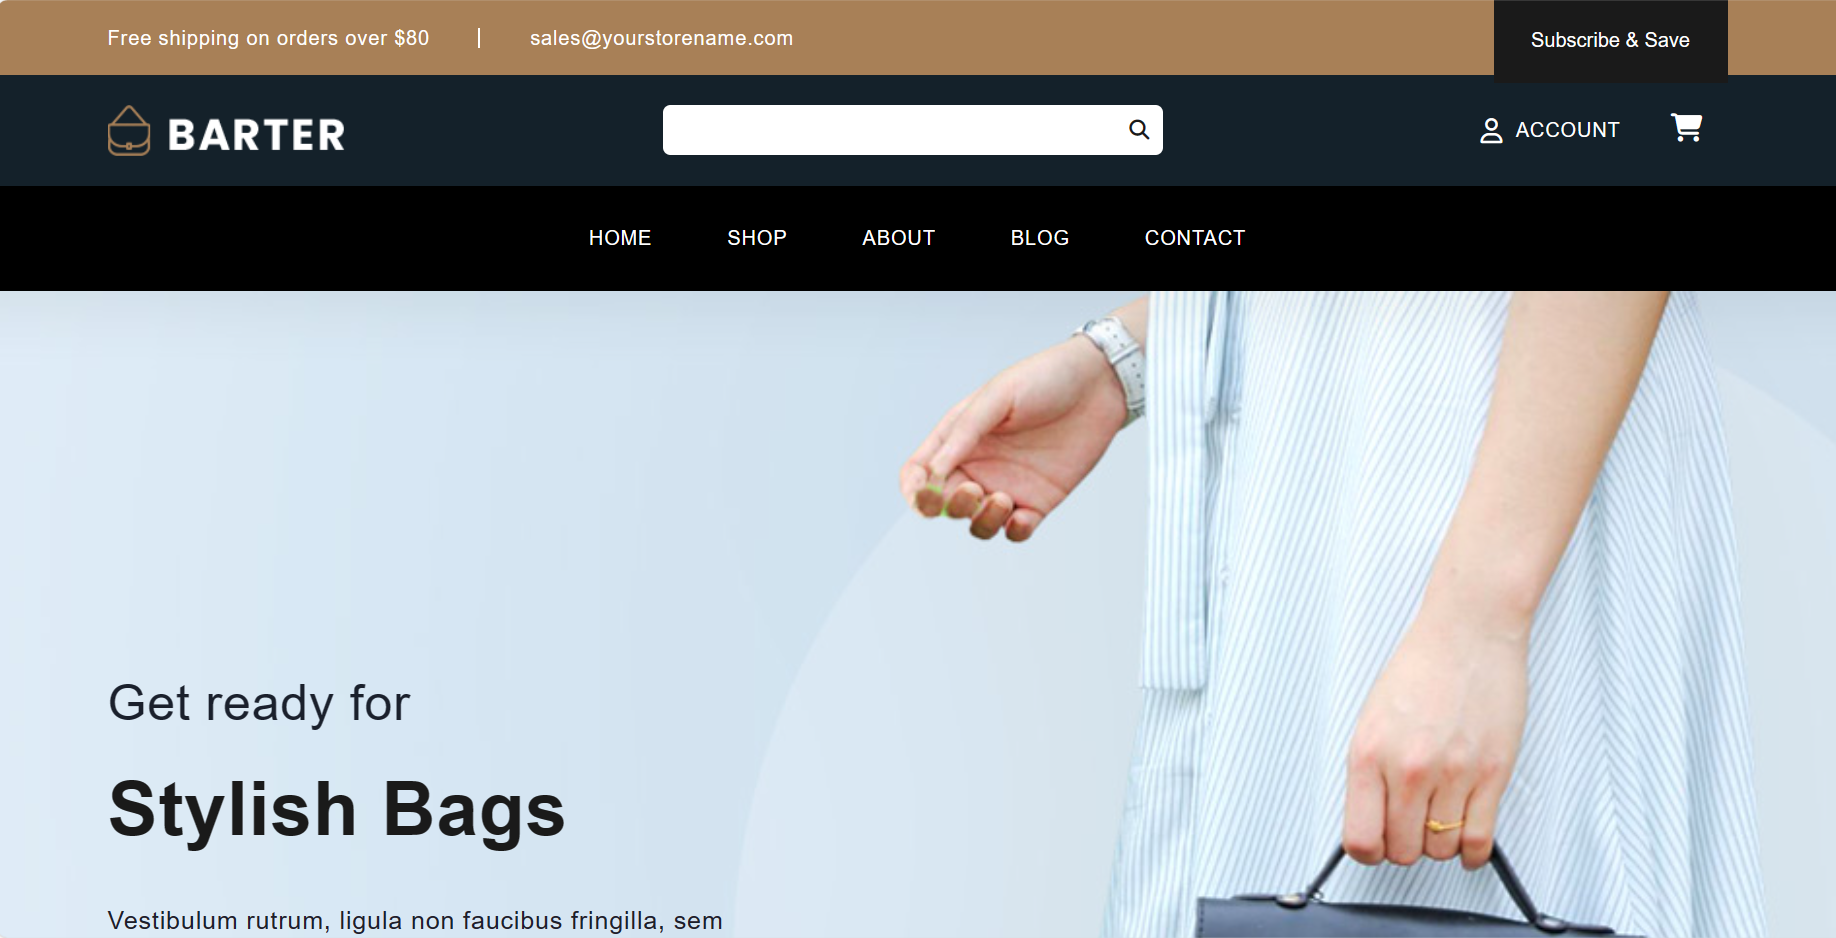 Free shipping on orders over $80 | sales@yourstorename.com
Subscribe & Save
BARTER
ACCOUNT
HOME SHOP ABOUT BLOG CONTACT
Get ready for
Stylish Bags
Vestibulum rutrum, ligula non faucibus fringilla, sem